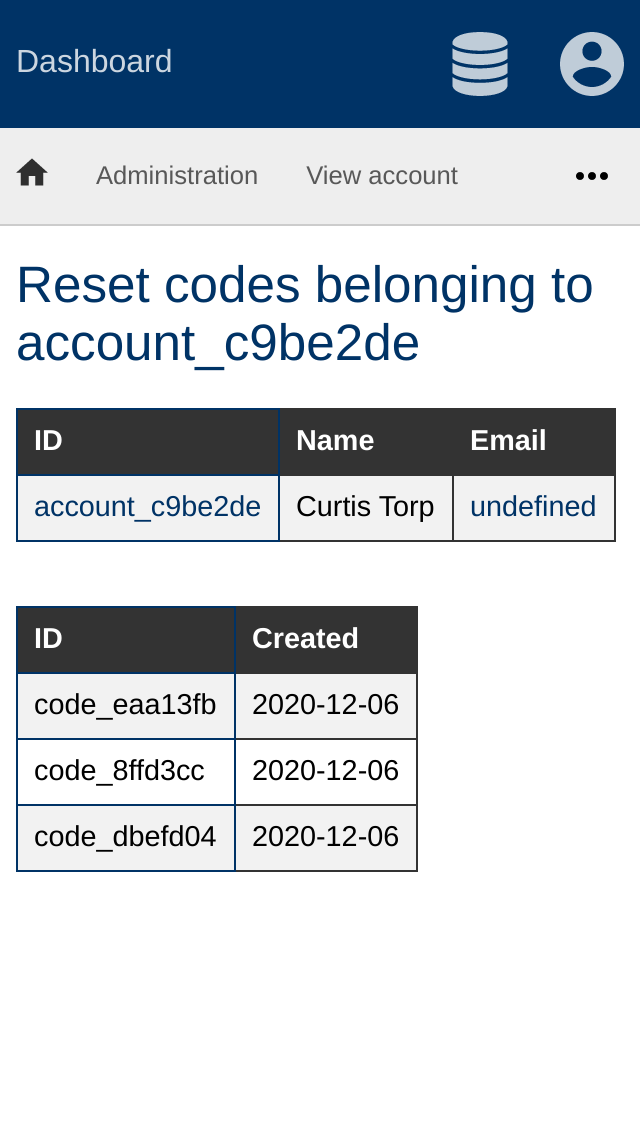 Dashboard
Administration View account
Reset codes belonging to
account_c9be2de
ID Name Email
account_c9be2de Curtis Torp undefined
ID Created
code_eaa13fb 2020-12-06
code_8ffd3cc 2020-12-06
code_dbefd04 2020-12-06